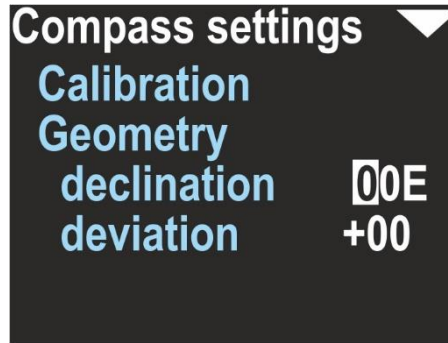 Compass settings
Calibration
Geometry
declination 00E
deviation +00